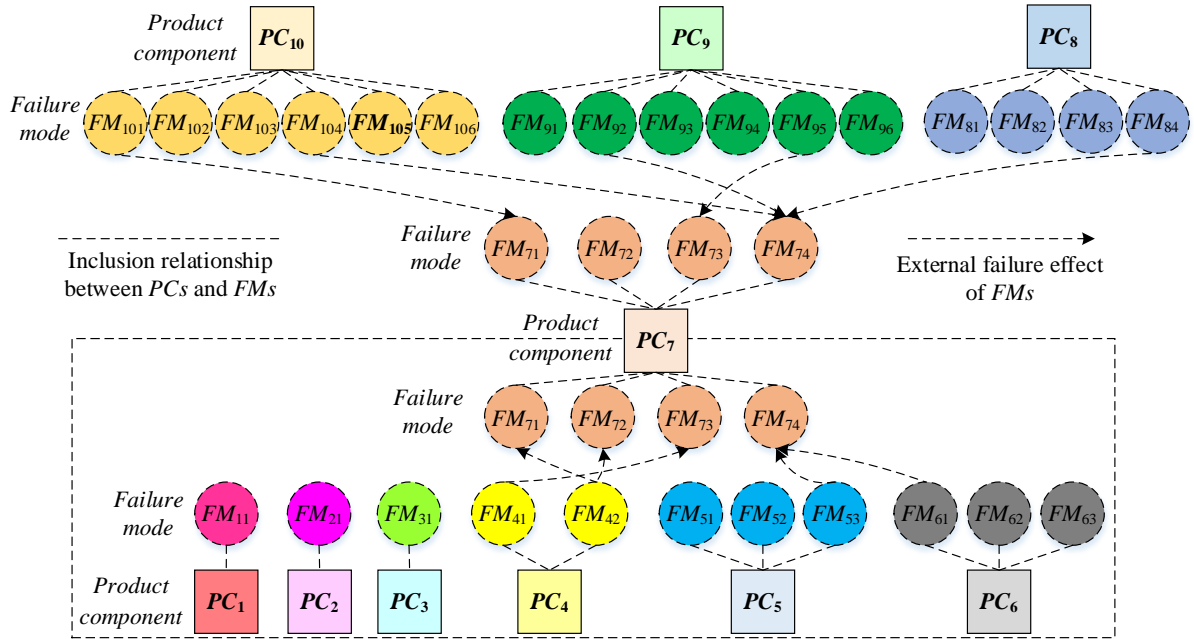 Product
component
PC10
PC9
PC8
Failure
mode
FM101
FM102
FM103
FM104
FM105
FM106
FM91
FM92
FM93
FM94
FM95
FM96
FM81
FM82
FM83
FM84
Failure
mode
FM71
FM72
FM73
FM74
Inclusion relationship
between PCs and FMs
External failure effect
of FMs
Product
component
PC7
Failure
mode
FM71
FM72
FM73
FM74
Failure
mode
FM11
FM21
FM31
FM41
FM42
FM51
FM52
FM53
FM61
FM62
FM63
Product
component
PC1
PC2
PC3
PC4
PC5
PC6